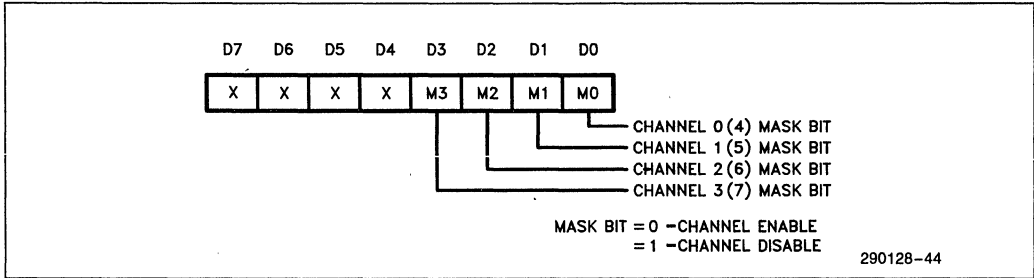 D7 D6 D5 D4 D3 D2 D1 D0
X X X X M3 M2 M1 M0
CHANNEL 0(4) MASK BIT
CHANNEL 1(5) MASK BIT
CHANNEL 2(6) MASK BIT
CHANNEL 3(7) MASK BIT
MASK BIT = 0 -CHANNEL ENABLE
= 1 -CHANNEL DISABLE
290128-44